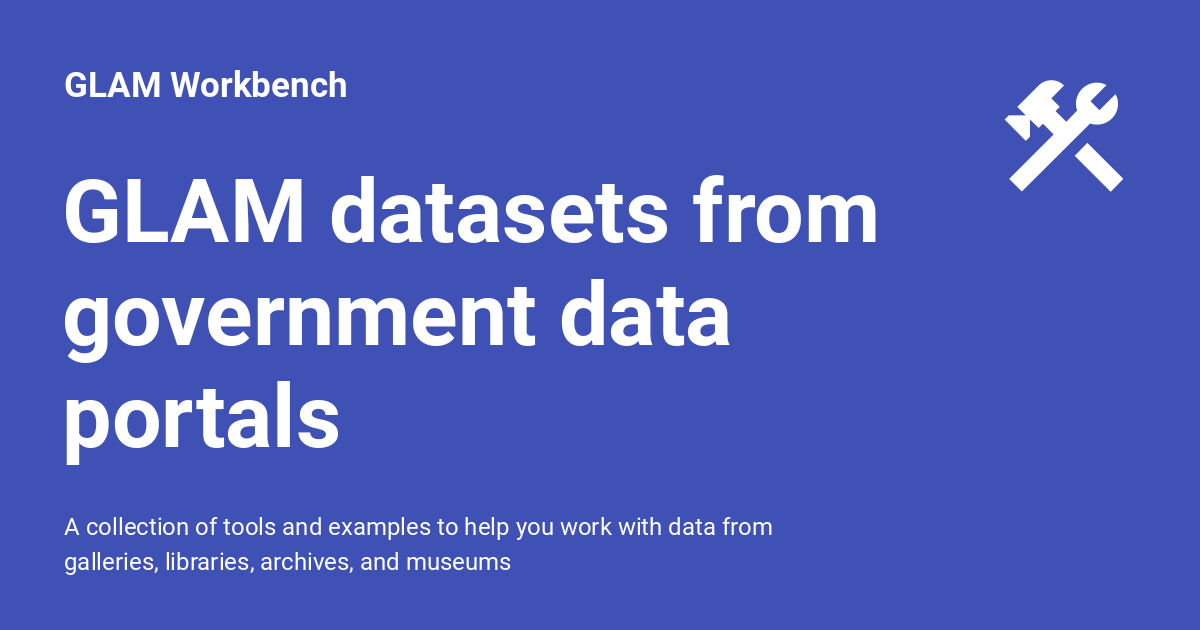 GLAM Workbench
GLAM datasets from
government data
portals
A collection of tools and examples to help you work with data from
galleries, libraries, archives, and museums